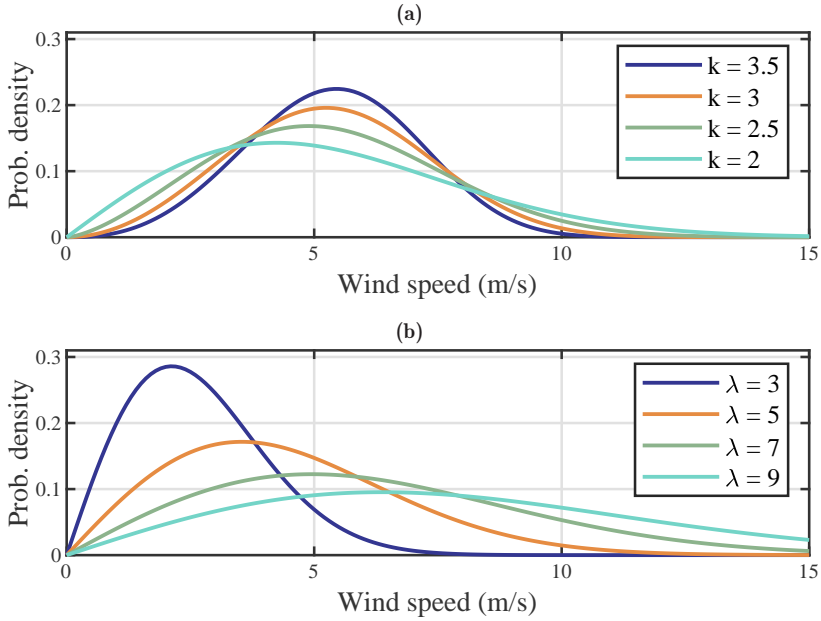 (a)
0.3
0.2
0.1
0
Prob. density
k = 3.5
k = 3
k = 2.5
k = 2
0 5 10 15
Wind speed (m/s)
(b)
0.3
0.2
0.1
0
Prob. density
λ = 3
λ = 5
λ = 7
λ = 9
0 5 10 15
Wind speed (m/s)